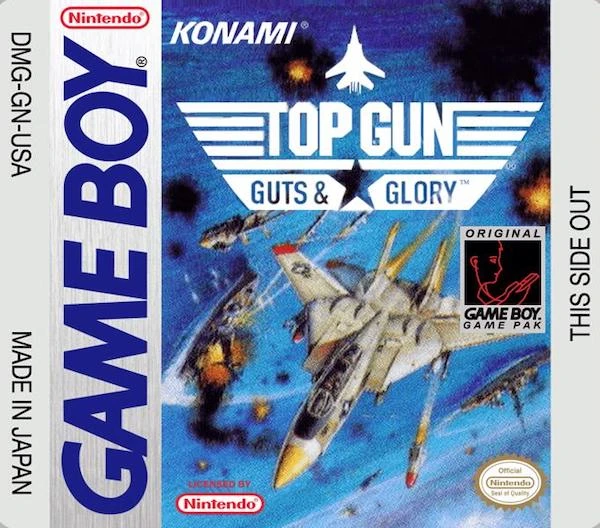 Nintendo®
DMG-GN-USA
MADE IN JAPAN
GAME BOY®
KONAMI®
TOP GUN®
GUTS & GLORY™
ORIGINAL
GAME BOY.
GAME PAK
THIS SIDE OUT
LICENSED BY
Nintendo®
Official
Nintendo
Seal of Quality